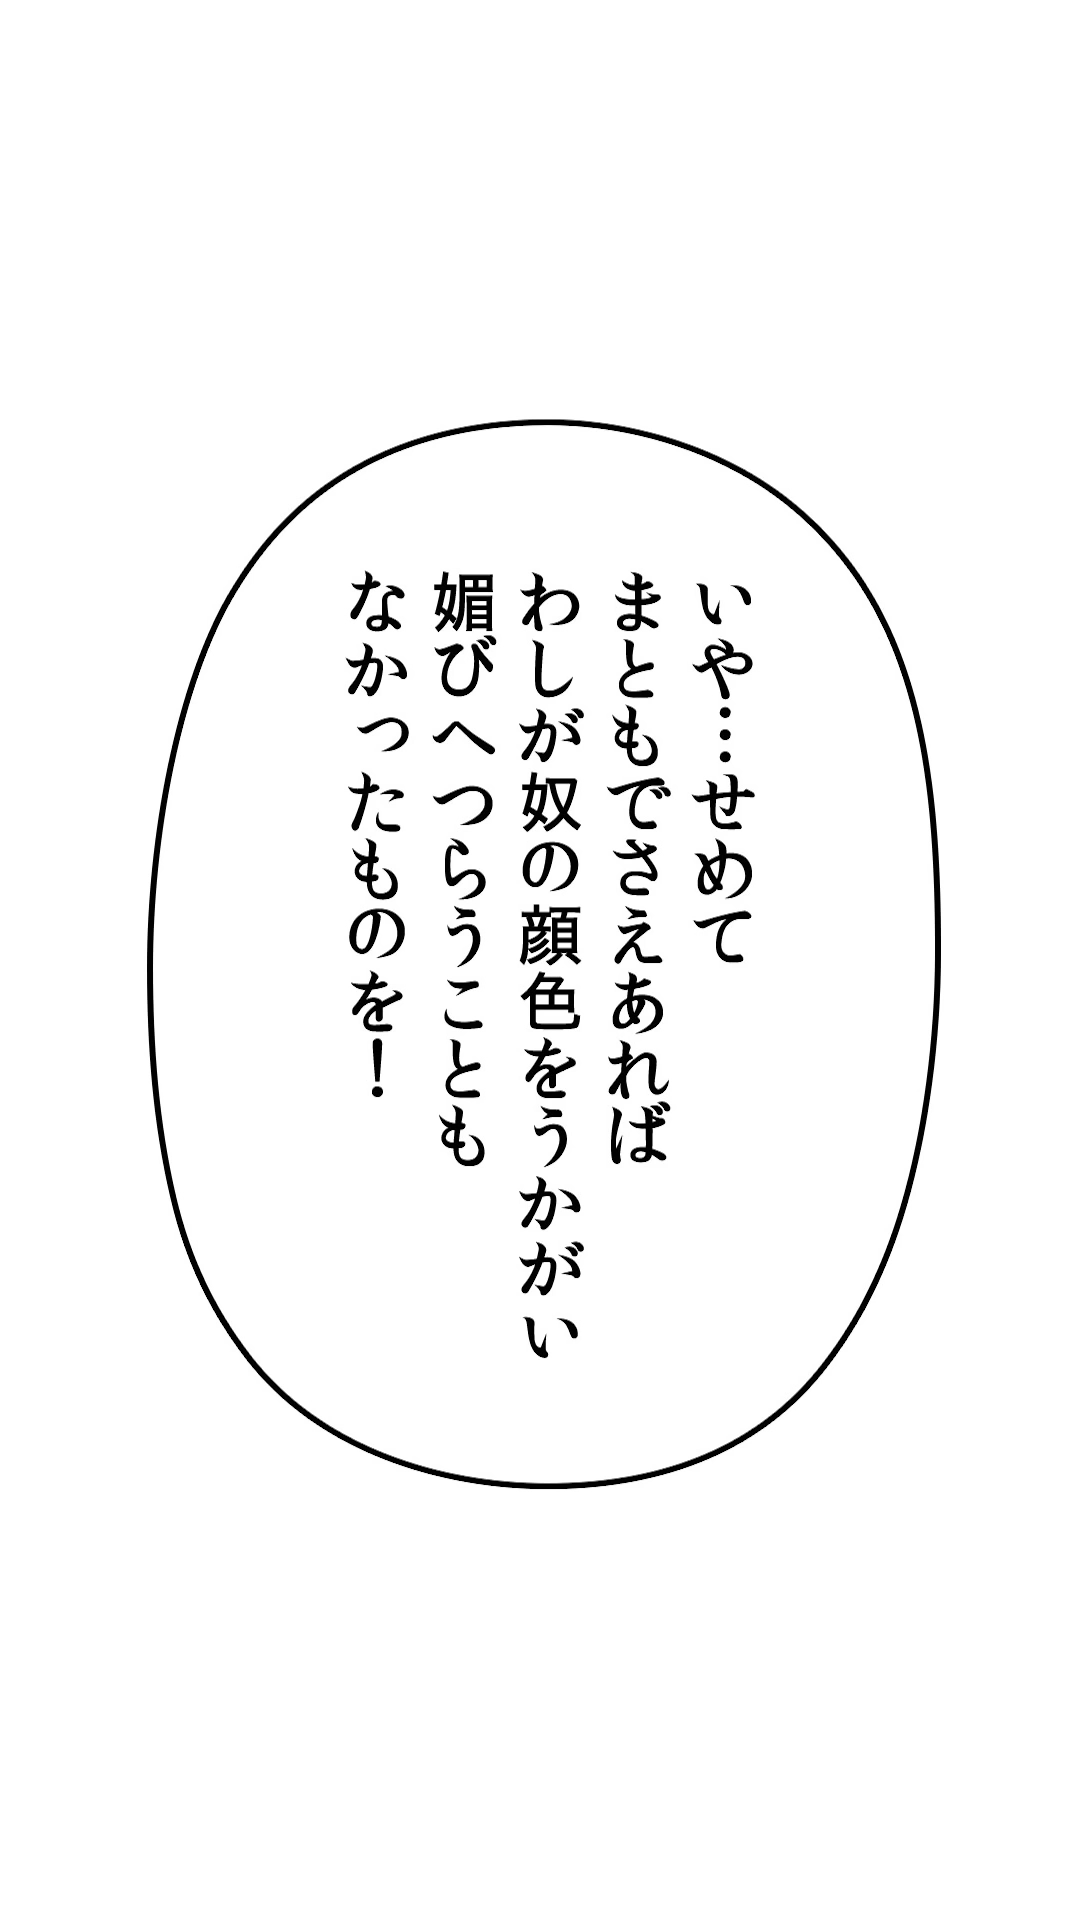 いや…せめて
まともでさえあれば
わしが奴の顔色をうかがい
媚びへつらうことも
なかったものを！